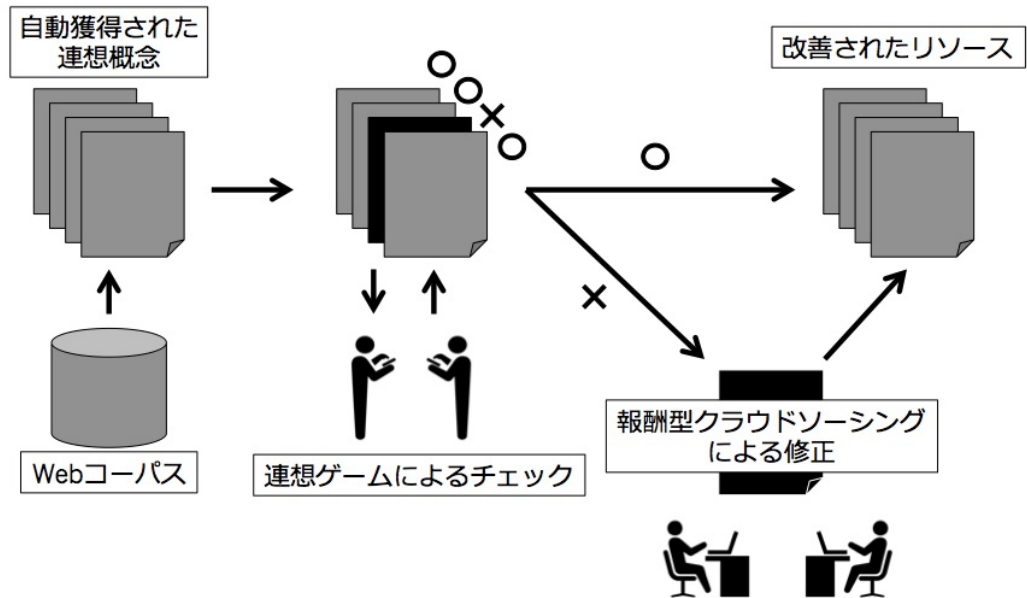 自動獲得された
連想概念
改善されたリソース
○
○
×
○
○
×
Webコーパス
連想ゲームによるチェック
報酬型クラウドソーシング
による修正